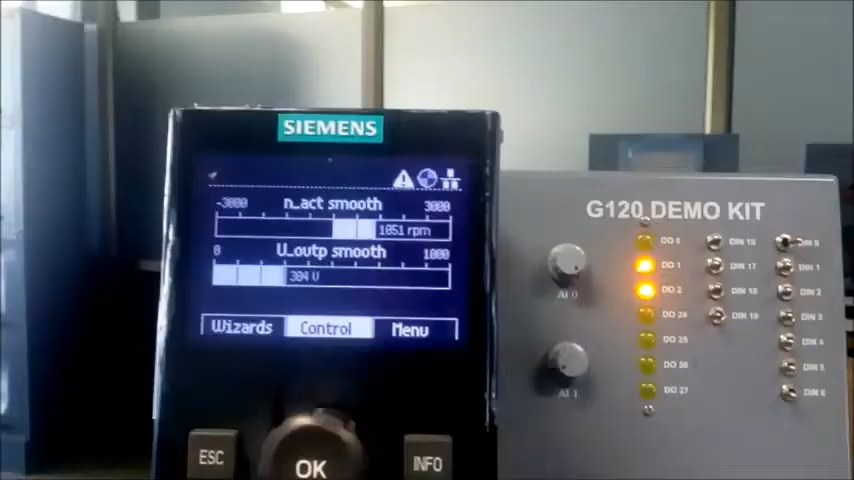 SIEMENS
-3000 n_act smooth 3000
1051 rpm
0 U_outp smooth 1000
304 V
Wizards Control Menu
ESC OK INFO
G120 DEMO KIT
AI 0
AI 1
DO 0
DO 1
DO 2
DO 24
DO 25
DO 26
DO 27
DIN 16
DIN 17
DIN 18
DIN 19
DIN 0
DIN 1
DIN 2
DIN 3
DIN 4
DIN 5
DIN 6